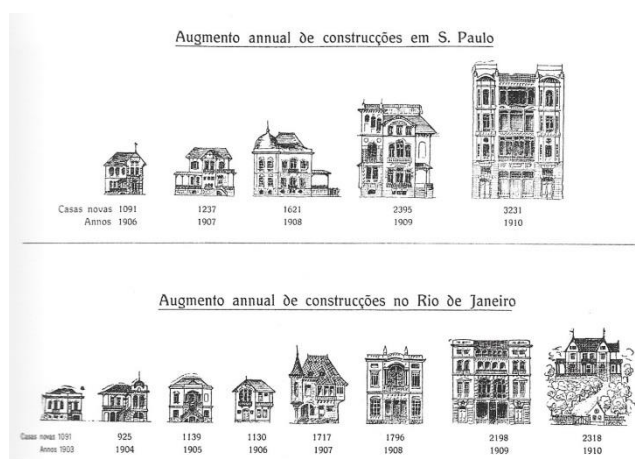 Augmento annual de construcções em S. Paulo
Casas novas 1091 1237 1621 2395 3231
Annos 1906 1907 1908 1909 1910
Augmento annual de construcções no Rio de Janeiro
Casas novas 1091 925 1139 1130 1717 1796 2198 2318
Annos 1903 1904 1905 1906 1907 1908 1909 1910